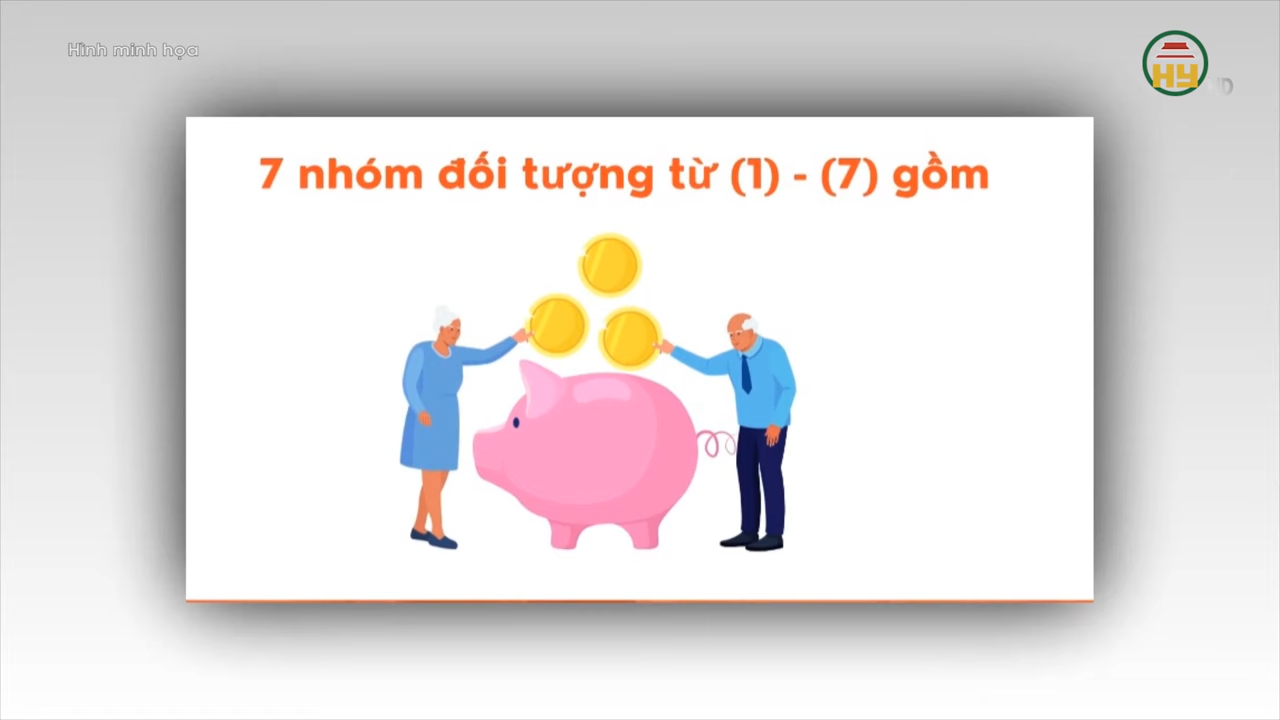 Hình minh họa
HY
7 nhóm đối tượng từ (1) - (7) gồm